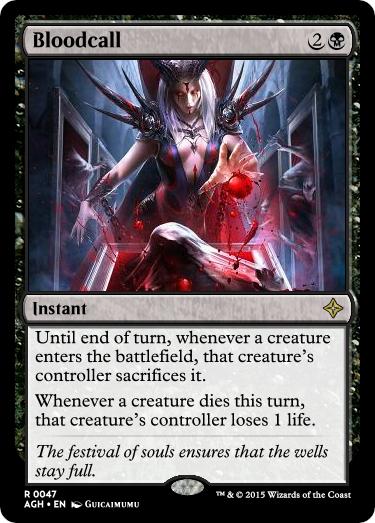 Bloodcall 2
Instant
Until end of turn, whenever a creature
enters the battlefield, that creature's
controller sacrifices it.
Whenever a creature dies this turn,
that creature's controller loses 1 life.
The festival of souls ensures that the wells
stay full.
R 0047
AGH • EN Guicaimumu
™ & © 2015 Wizards of the Coast